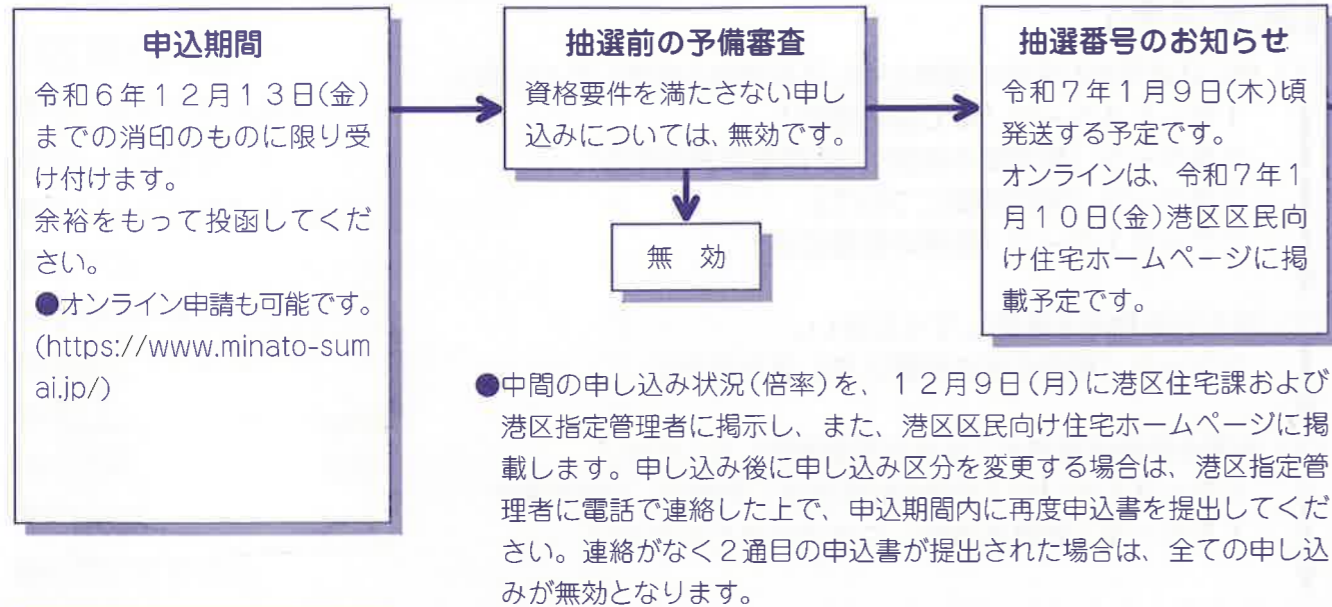 申込期間
令和6年12月13日(金)
までの消印のものに限り受
け付けます。
余裕をもって投函してくだ
さい。
●オンライン申請も可能です。
(https://www.minato-sum
ai.jp/)
抽選前の予備審査
資格要件を満たさない申し
込みについては、無効です。
無 効
抽選番号のお知らせ
令和7年1月9日(木)頃
発送する予定です。
オンラインは、令和7年1
月10日(金)港区区民向
け住宅ホームページに掲
載予定です。
●中間の申し込み状況(倍率)を、12月9日(月)に港区住宅課および
港区指定管理者に掲示し、また、港区区民向け住宅ホームページに掲
載します。申し込み後に申し込み区分を変更する場合は、港区指定管
理者に電話で連絡した上で、申込期間内に再度申込書を提出してくだ
さい。連絡がなく2通目の申込書が提出された場合は、全ての申し込
みが無効となります。